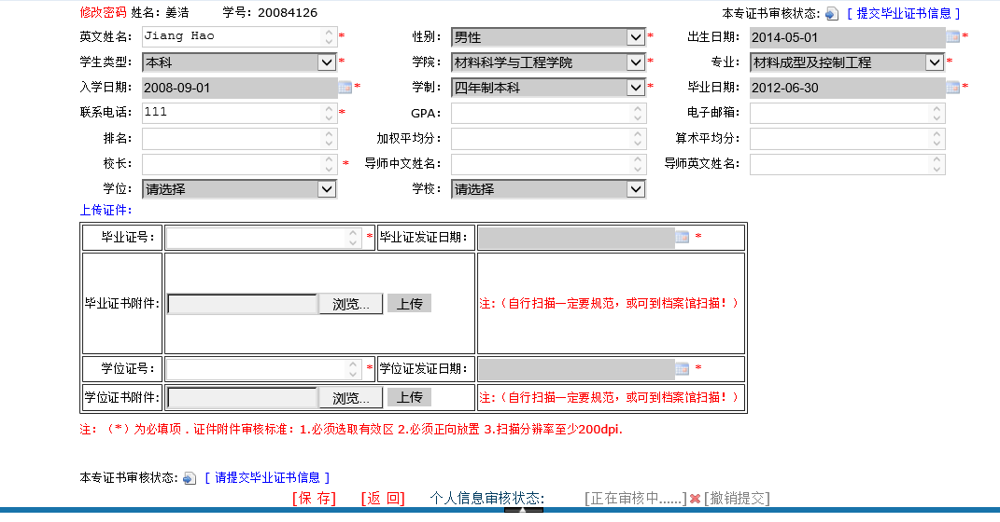 修改密码 姓名：姜浩 学号：20084126 本专证书审核状态： [ 提交毕业证书信息 ]
英文姓名： Jiang Hao * 性别： 男性 * 出生日期： 2014-05-01 *
学生类型： 本科 * 学院： 材料科学与工程学院 * 专业： 材料成型及控制工程 *
入学日期： 2008-09-01 * 学制： 四年制本科 * 毕业日期： 2012-06-30 *
联系电话： 111 * GPA： 电子邮箱：
排名： 加权平均分： 算术平均分：
校长： * 导师中文姓名： 导师英文姓名：
学位： 请选择 学校： 请选择
上传证件：
毕业证号： * 毕业证发证日期： *
毕业证书附件: 浏览... 上传 注:（自行扫描一定要规范，或可到档案馆扫描！）
学位证号： * 学位证发证日期： *
学位证书附件: 浏览... 上传 注:（自行扫描一定要规范，或可到档案馆扫描！）
注：（*）为必填项，证件附件审核标准：1.必须选取有效区 2.必须正向放置 3.扫描分辨率至少200dpi.
本专证书审核状态: [ 请提交毕业证书信息 ]
[保 存] [返 回] 个人信息审核状态: [正在审核中......] [撤销提交]